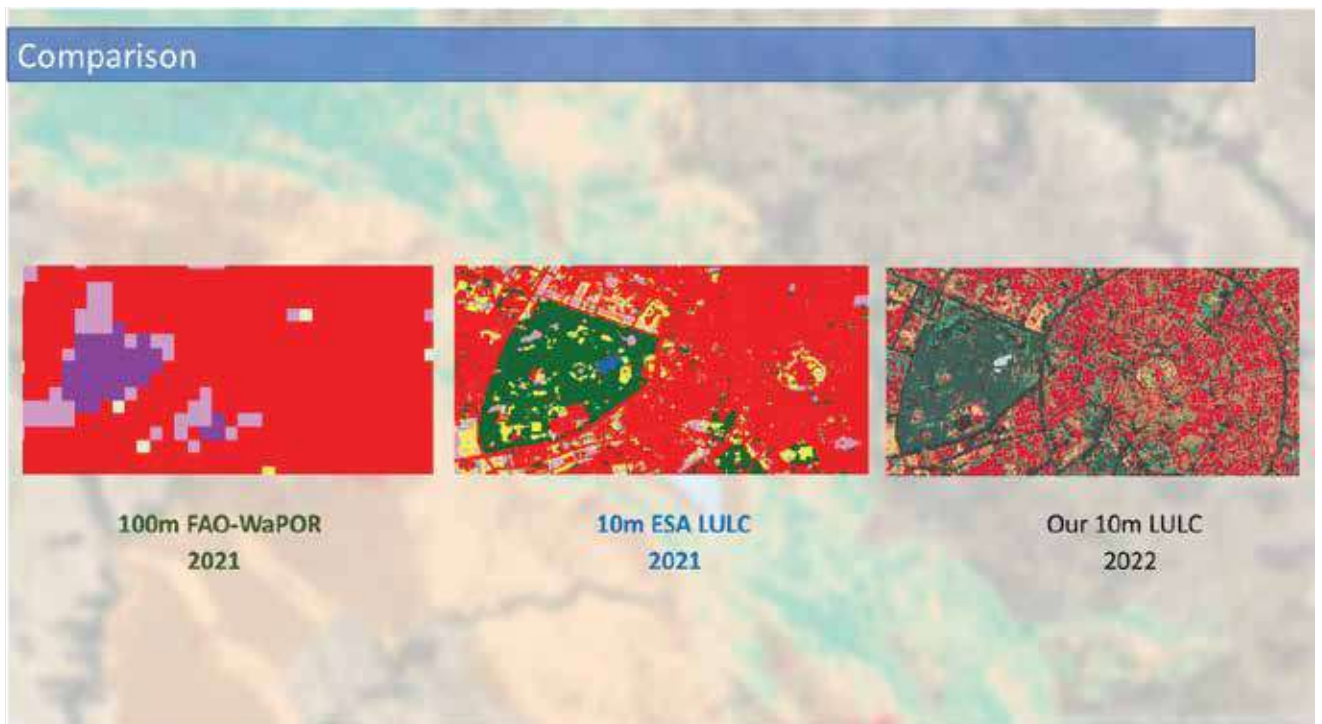 Comparison
100m FAO-WaPOR
2021
10m ESA LULC
2021
Our 10m LULC
2022